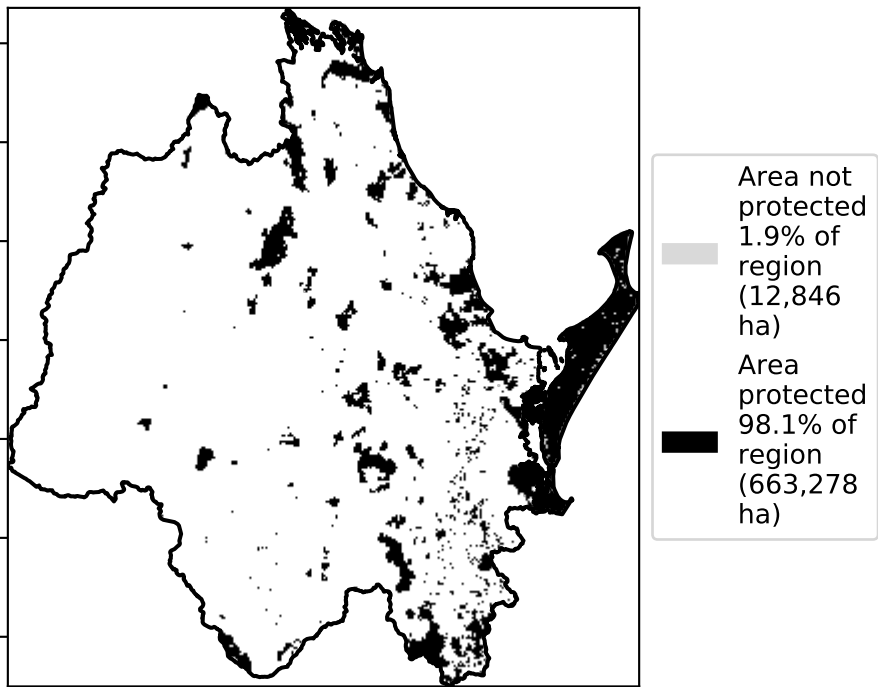 Area not
protected
1.9% of
region
(12,846
ha)
Area
protected
98.1% of
region
(663,278
ha)